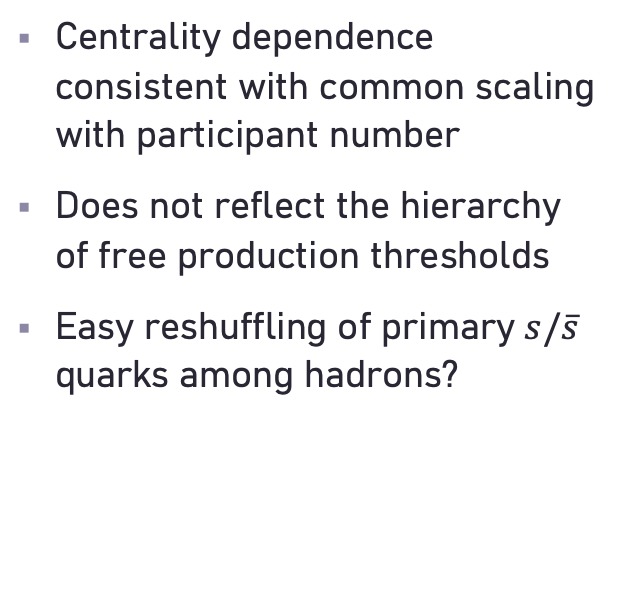 ▪ Centrality dependence
consistent with common scaling
with participant number
▪ Does not reflect the hierarchy
of free production thresholds
▪ Easy reshuffling of primary s/s̄
quarks among hadrons?